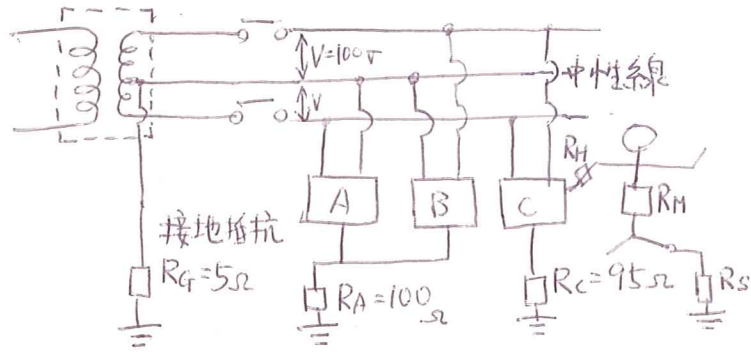 V=100V
V
中性線
RH
A
B
C
RM
接地抵抗
RG=5Ω
RA=100Ω
RC=95Ω
RS